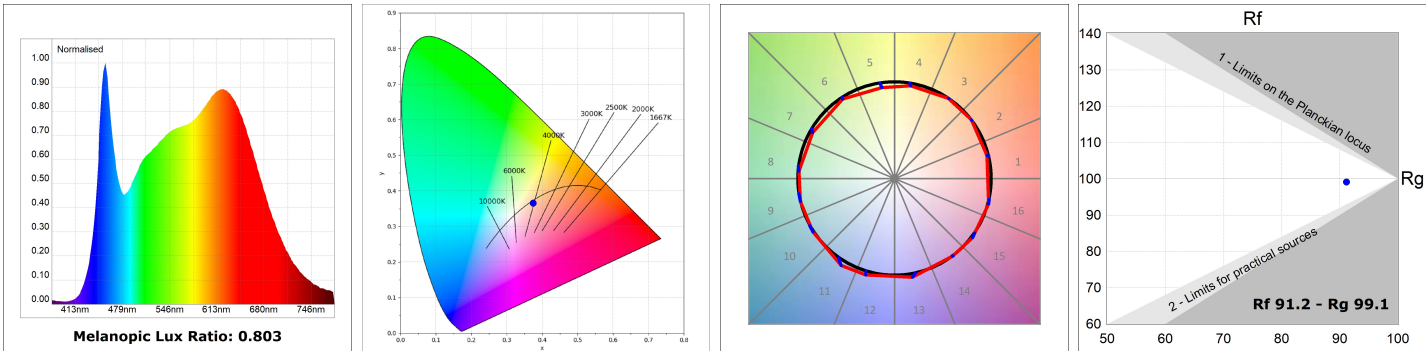 Normalised
1.00
0.90
0.80
0.70
0.60
0.50
0.40
0.30
0.20
0.10
0.00
413nm 479nm 546nm 613nm 680nm 746nm
Melanopic Lux Ratio: 0.803
0.9
0.8
0.7
0.6
0.5
0.4
0.3
0.2
0.1
0.0
y
1667K
2000K
2500K
3000K
4000K
6000K
10000K
0.0 0.1 0.2 0.3 0.4 0.5 0.6 0.7 0.8
x
5 4
6 3
7 2
8 1
9 16
10 15
11 14
12 13
Rf
140
130
120
110
100
90
80
70
60
1 - Limits on the Planckian locus
Rg
2 - Limits for practical sources
Rf 91.2 - Rg 99.1
50 60 70 80 90 100